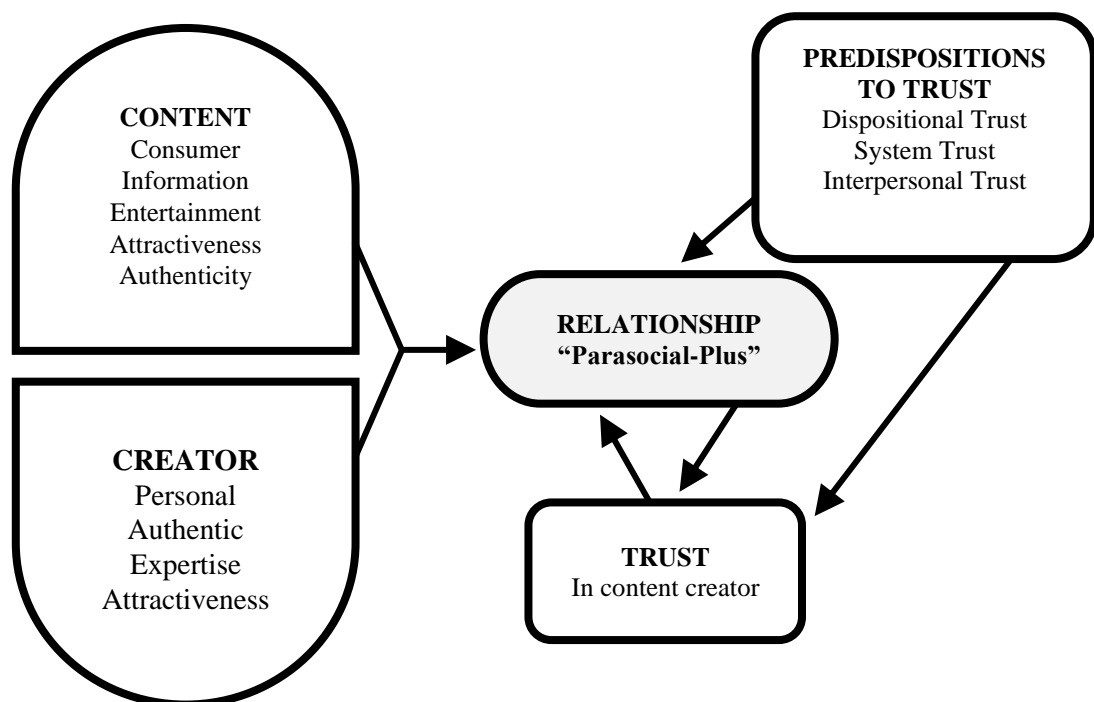 CONTENT
Consumer
Information
Entertainment
Attractiveness
Authenticity
CREATOR
Personal
Authentic
Expertise
Attractiveness
RELATIONSHIP
“Parasocial-Plus”
PREDISPOSITIONS
TO TRUST
Dispositional Trust
System Trust
Interpersonal Trust
TRUST
In content creator